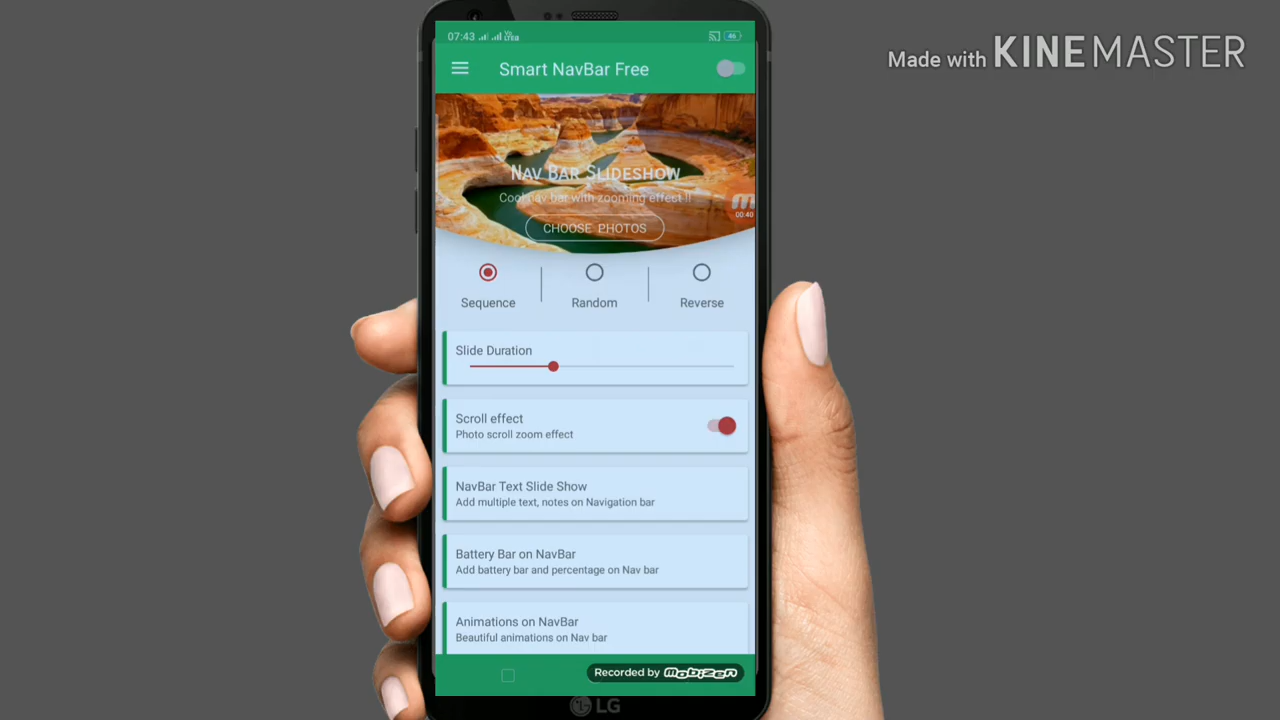 Made with KINEMASTER
07:43
46
Smart NavBar Free
NAV BAR SLIDESHOW
Cool nav bar with zooming effect !!
00:40
CHOOSE PHOTOS
Sequence
Random
Reverse
Slide Duration
Scroll effect
Photo scroll zoom effect
NavBar Text Slide Show
Add multiple text, notes on Navigation bar
Battery Bar on NavBar
Add battery bar and percentage on Nav bar
Animations on NavBar
Beautiful animations on Nav bar
Recorded by mobizen
LG